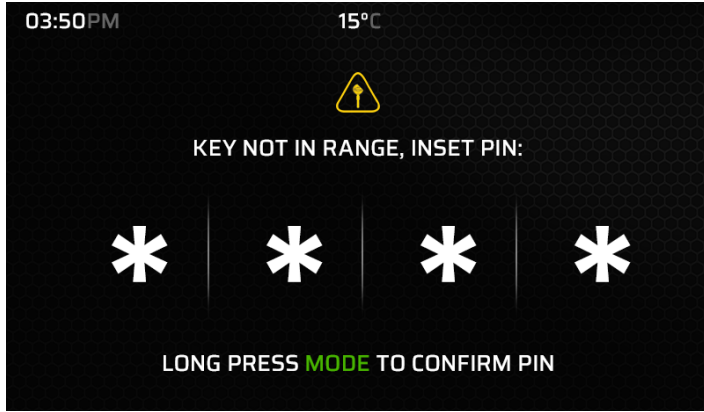 03:50PM 15°C
KEY NOT IN RANGE, INSET PIN:
* * * *
LONG PRESS MODE TO CONFIRM PIN